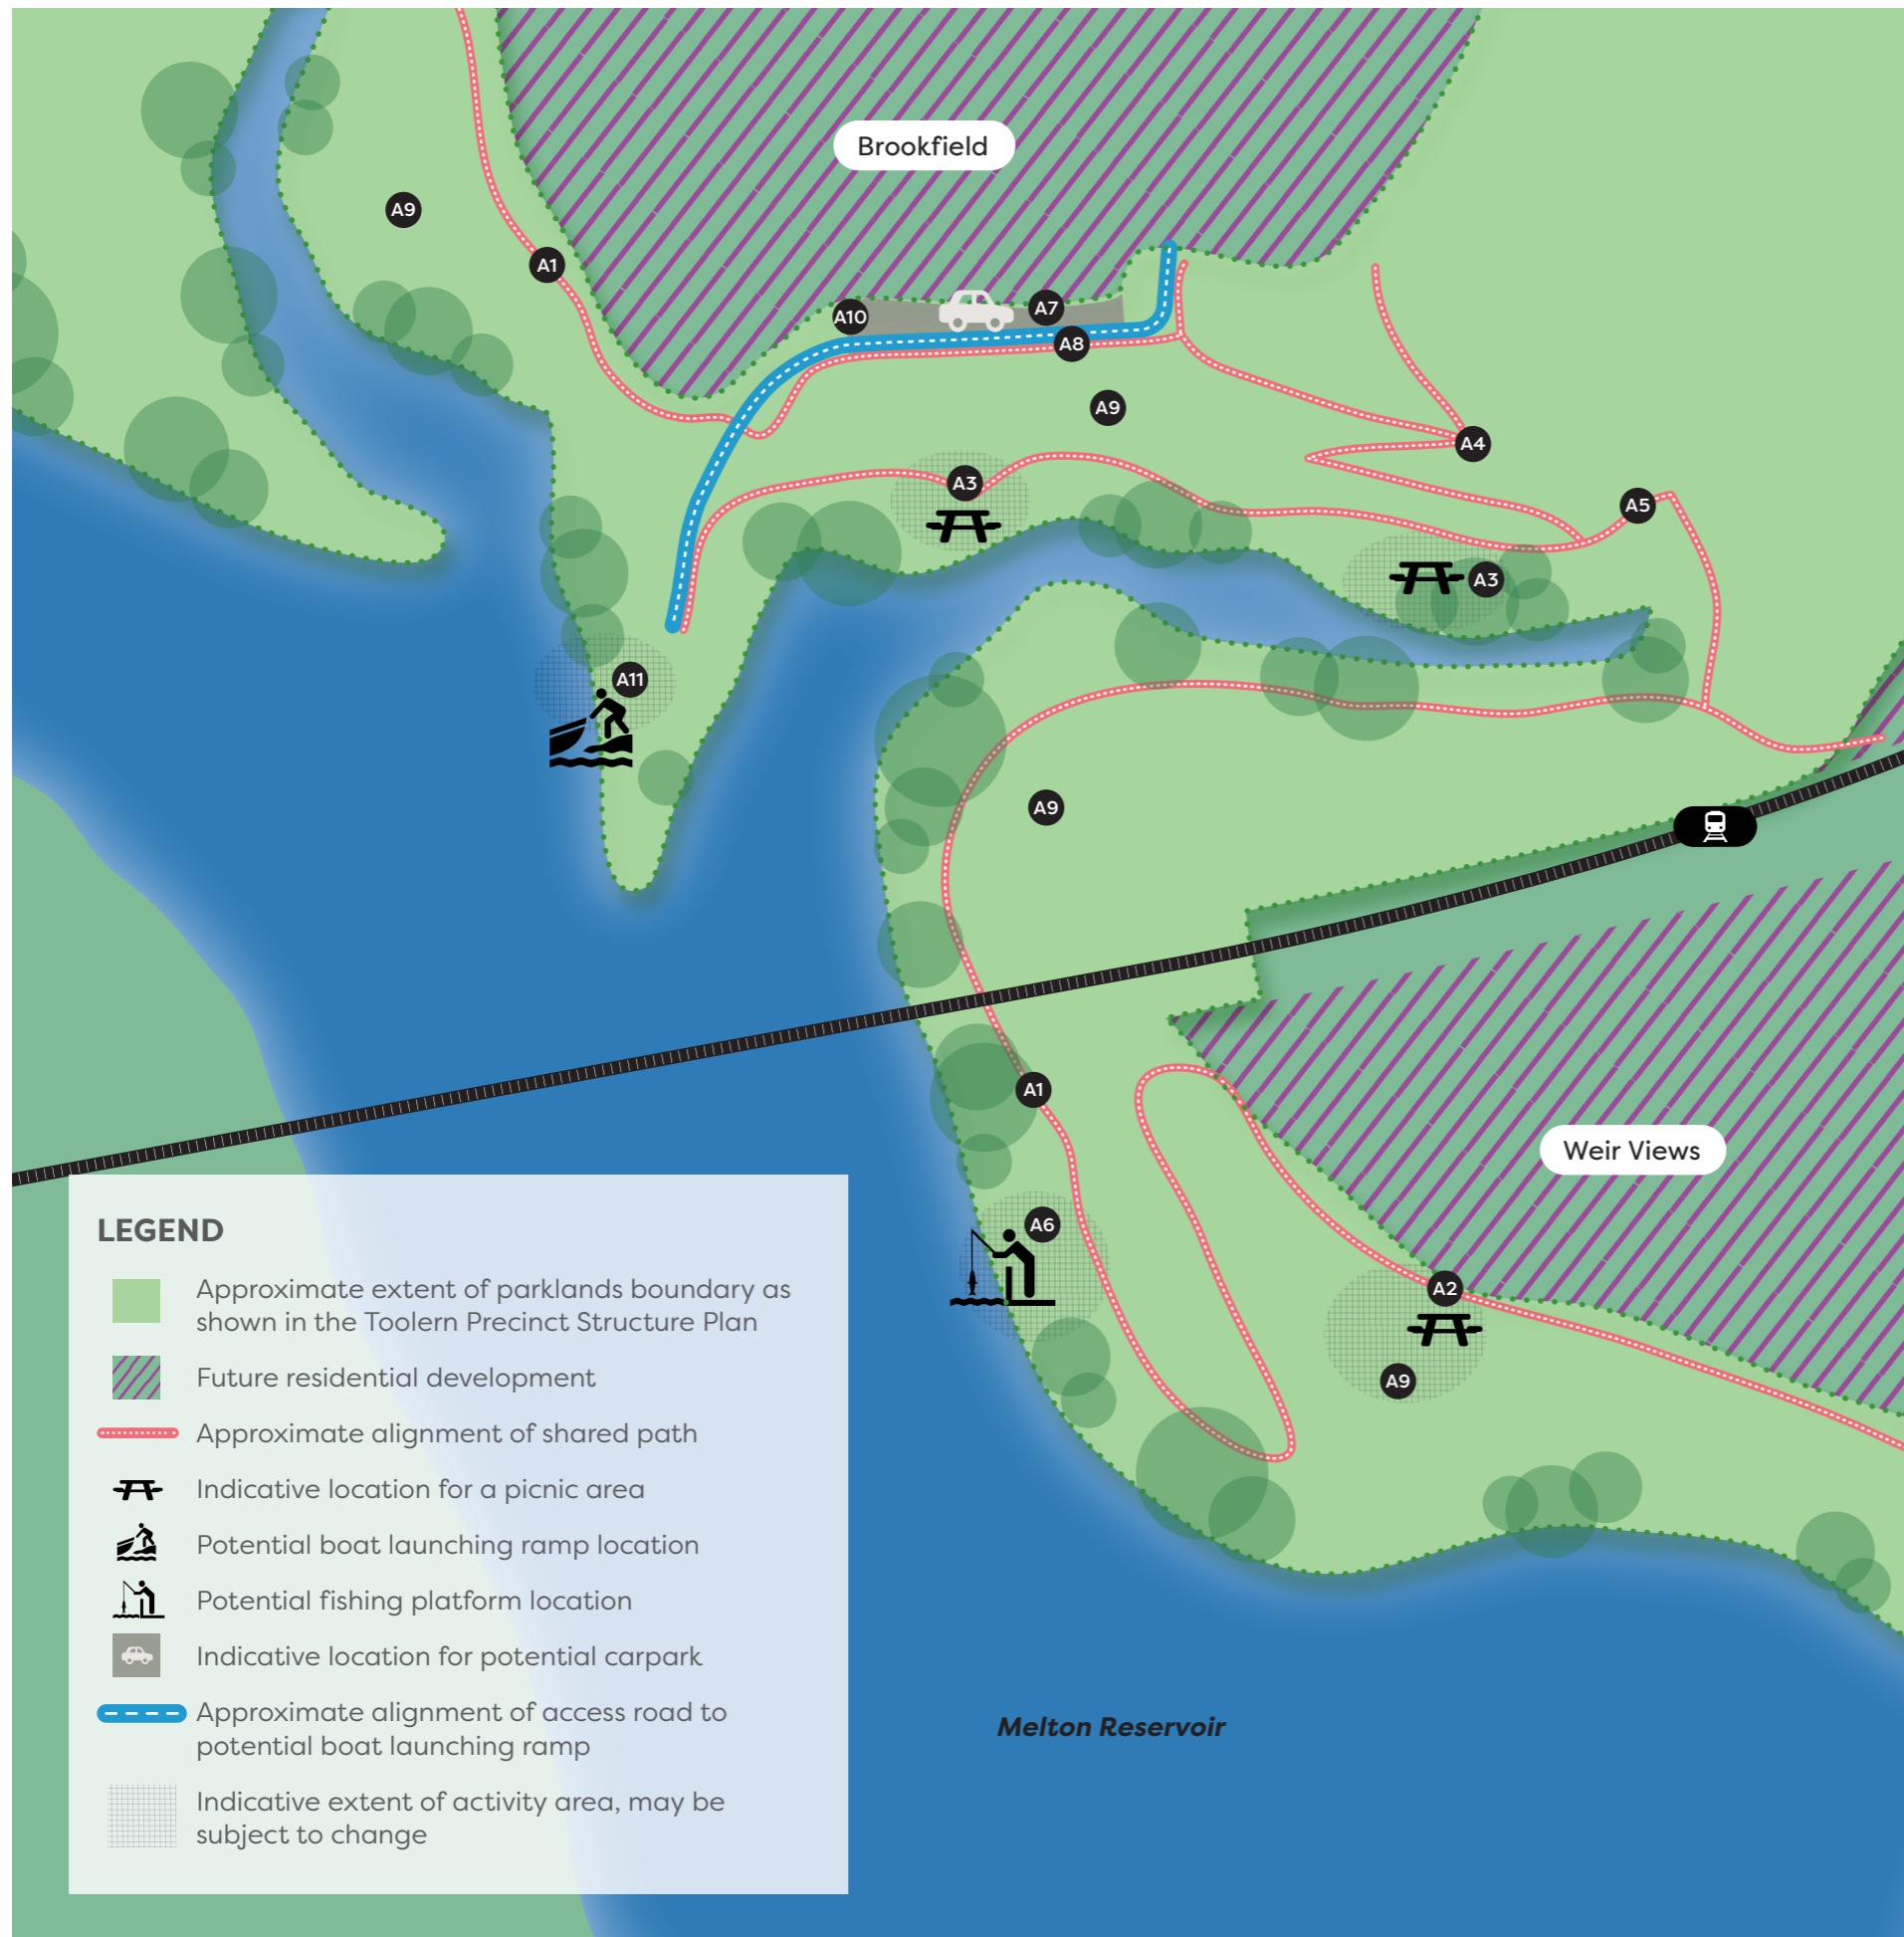 Brookfield
A9
A1
A10
A7
A8
A9
A4
A3
A5
A3
A11
A9
A1
Weir Views
A6
A2
A9
LEGEND
Approximate extent of parklands boundary as
shown in the Toolern Precinct Structure Plan
Future residential development
Approximate alignment of shared path
Indicative location for a picnic area
Potential boat launching ramp location
Potential fishing platform location
Indicative location for potential carpark
Approximate alignment of access road to
potential boat launching ramp
Indicative extent of activity area, may be
subject to change
Melton Reservoir